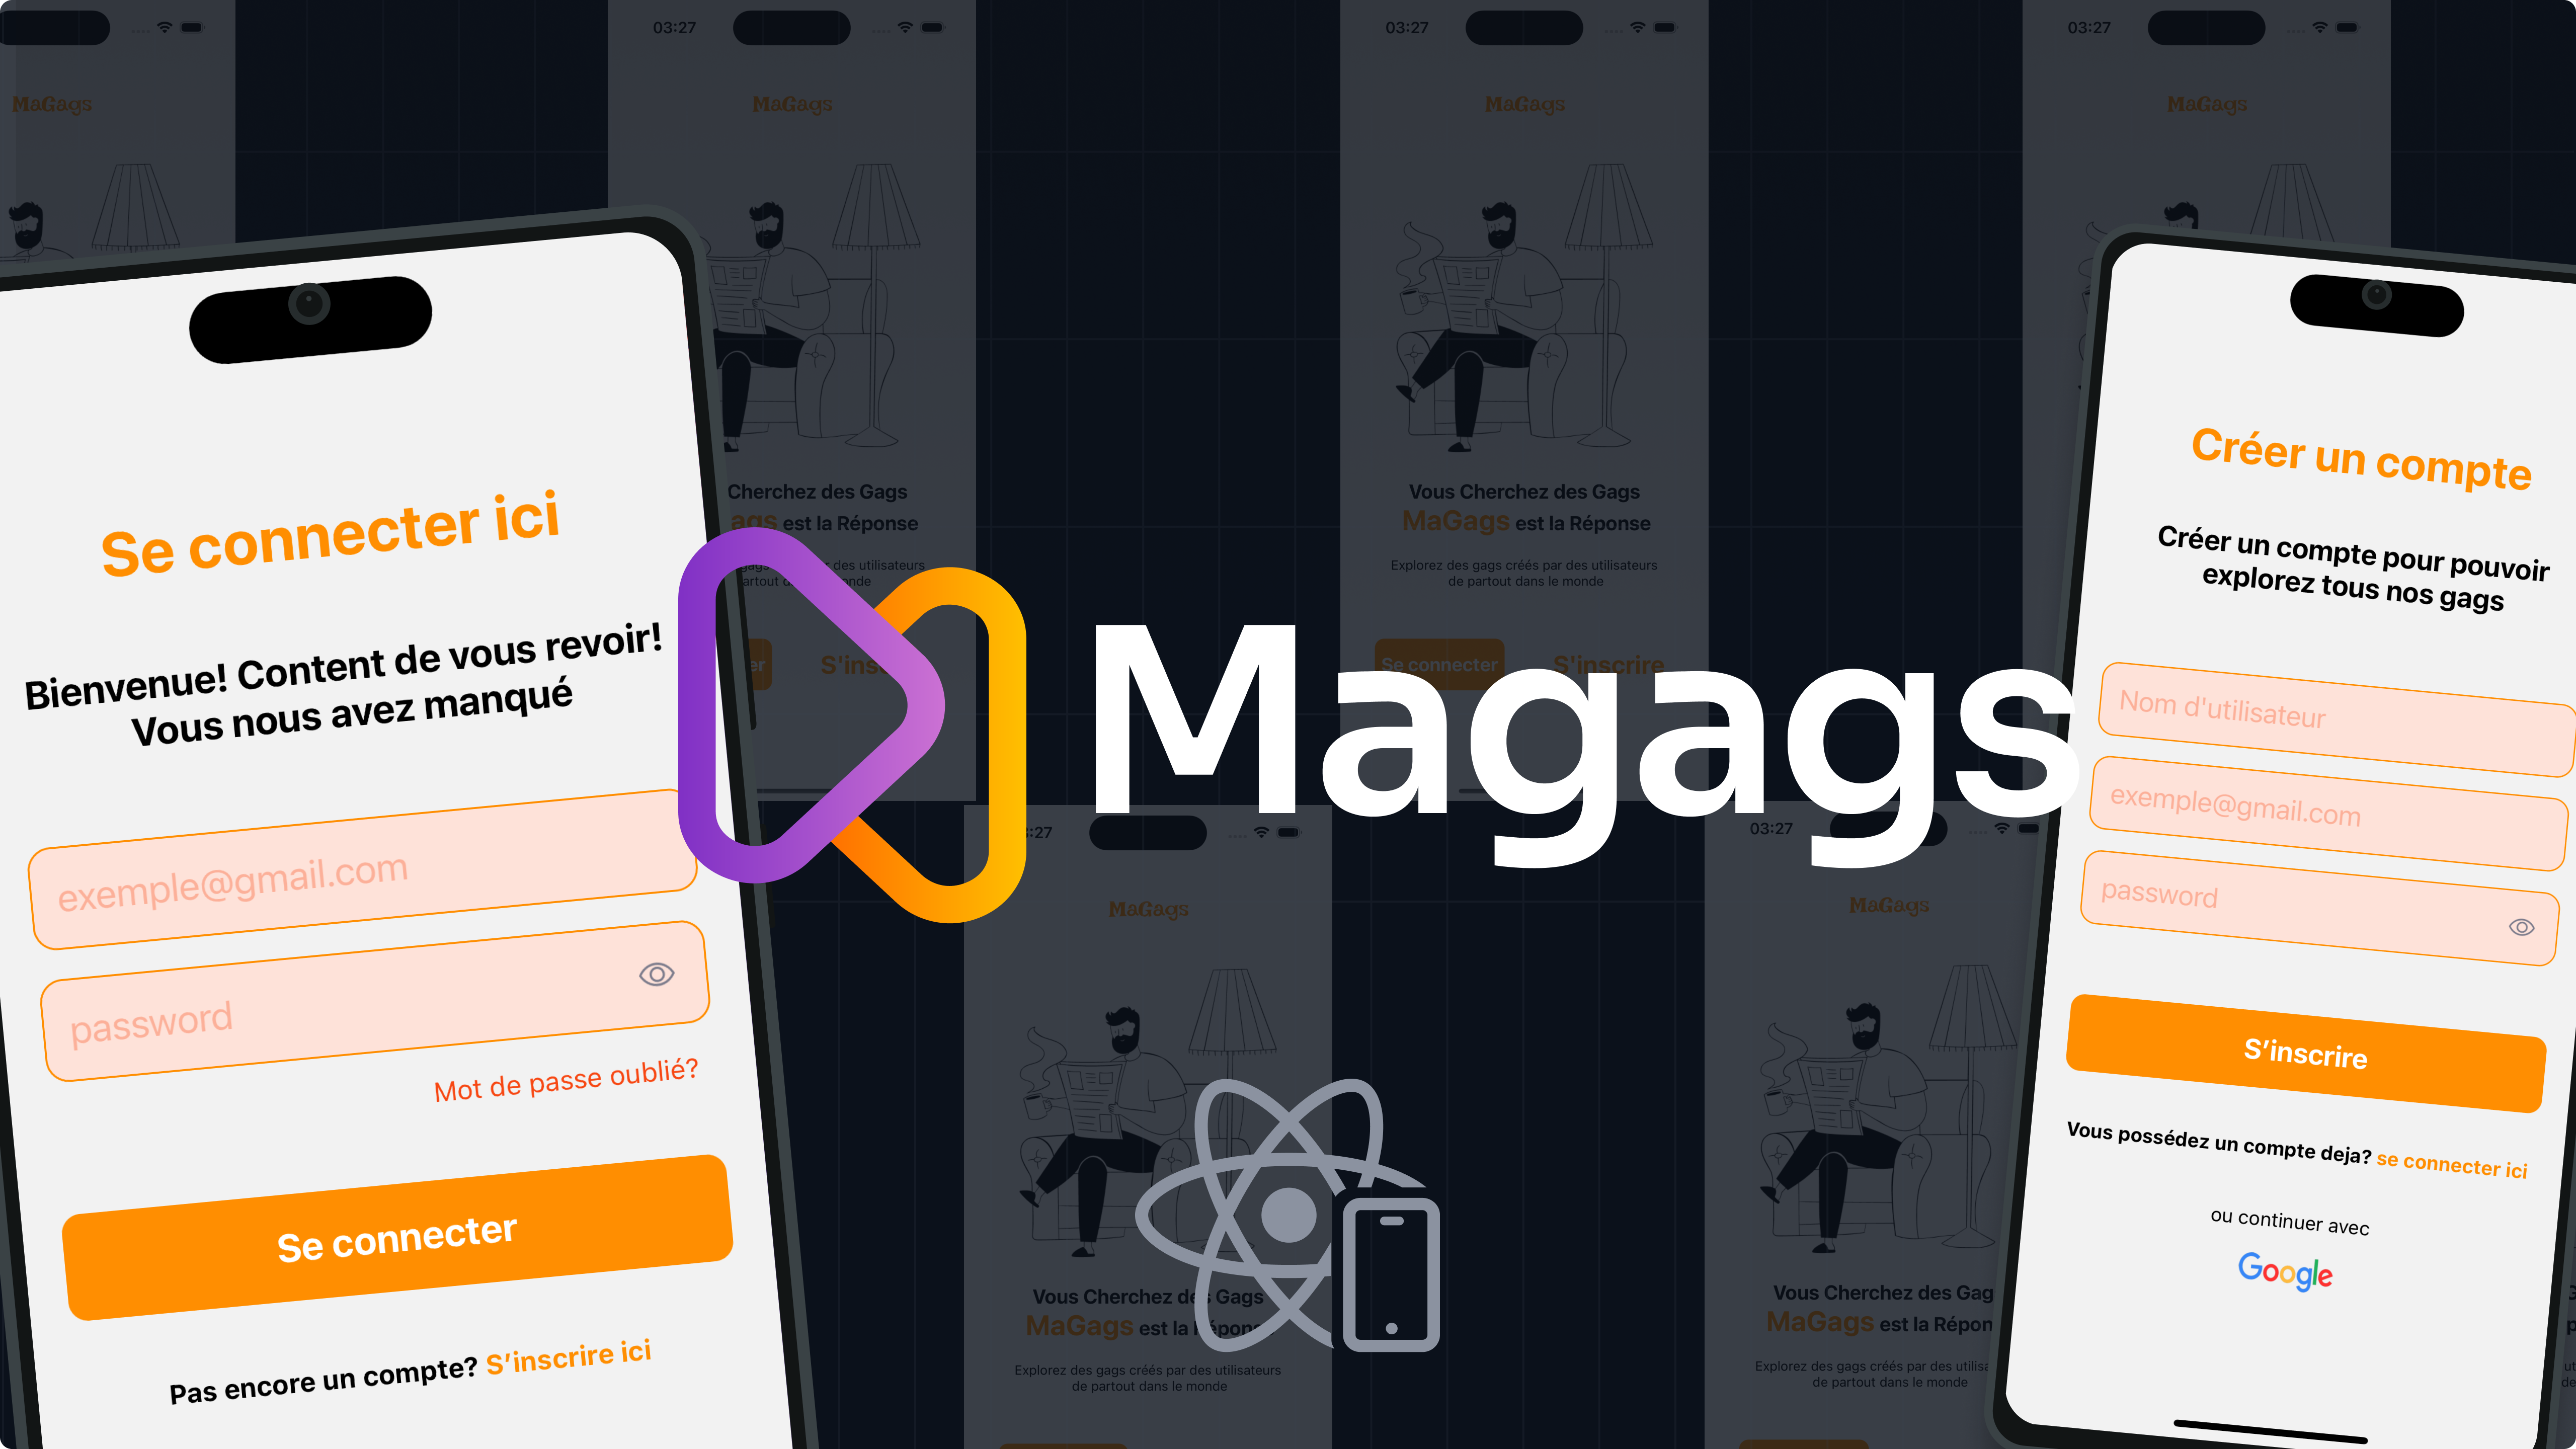 MaGags
03:27
MaGags
Cherchez des Gags
ags est la Réponse
des utilisateurs
S'ins
03:27
MaGags
Vous Cherchez des Gags
MaGags est la Réponse
Explorez des gags créés par des utilisateurs
de partout dans le monde
Se connecter
S'inscrire
03:27
MaGags
Se connecter ici
Bienvenue! Content de vous revoir!
Vous nous avez manqué
exemple@gmail.com
password
Mot de passe oublié?
Se connecter
Pas encore un compte? S'inscrire ici
Magags
:27
MaGags
Vous Cherchez des Gags
MaGags est la Réponse
Explorez des gags créés par des utilisateurs
de partout dans le monde
03:27
MaGags
Vous Cherchez des Gag
MaGags est la Répon
Explorez des gags créés par des utilisa
de partout dans le monde
Créer un compte
Créer un compte pour pouvoir
explorez tous nos gags
Nom d'utilisateur
exemple@gmail.com
password
S'inscrire
Vous possédez un compte deja? se connecter ici
ou continuer avec
Google